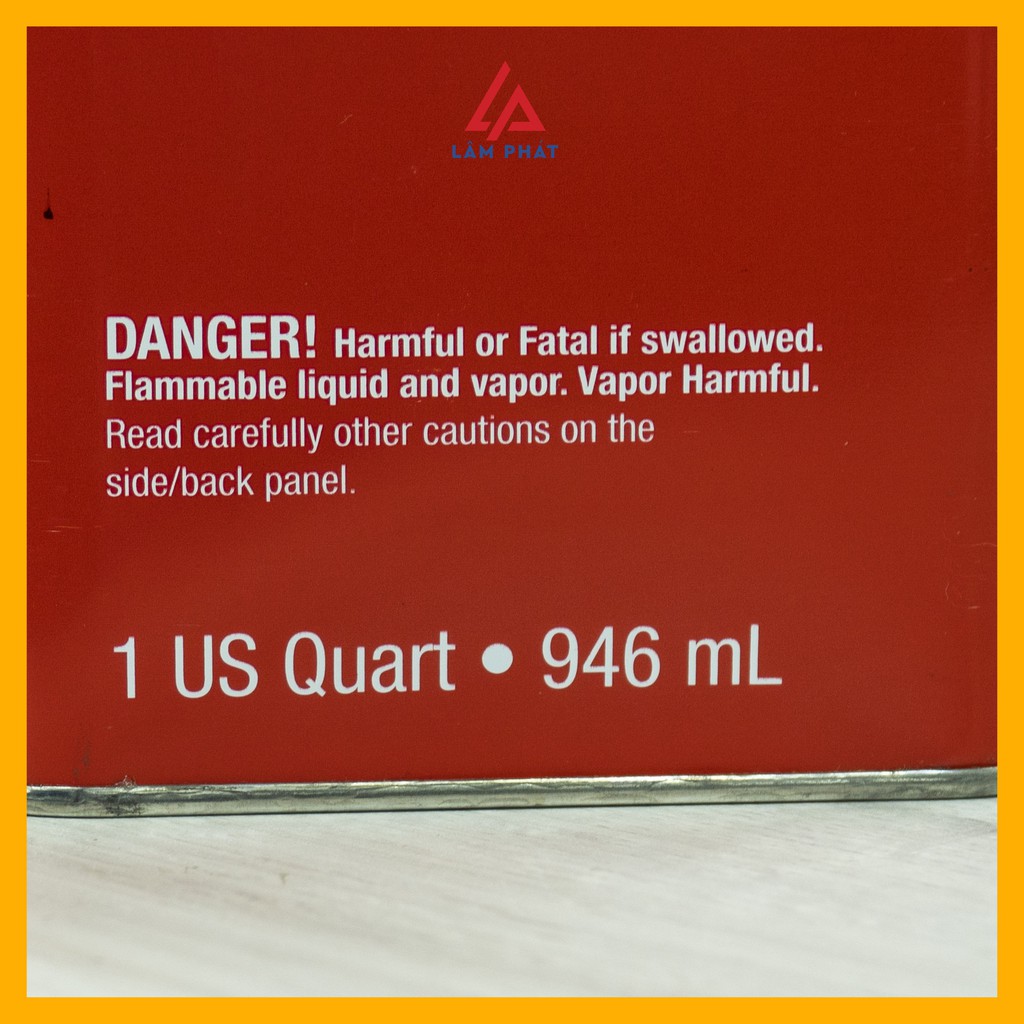 LÂM PHÁT
DANGER! Harmful or Fatal if swallowed.
Flammable liquid and vapor. Vapor Harmful.
Read carefully other cautions on the
side/back panel.
1 US Quart • 946 mL